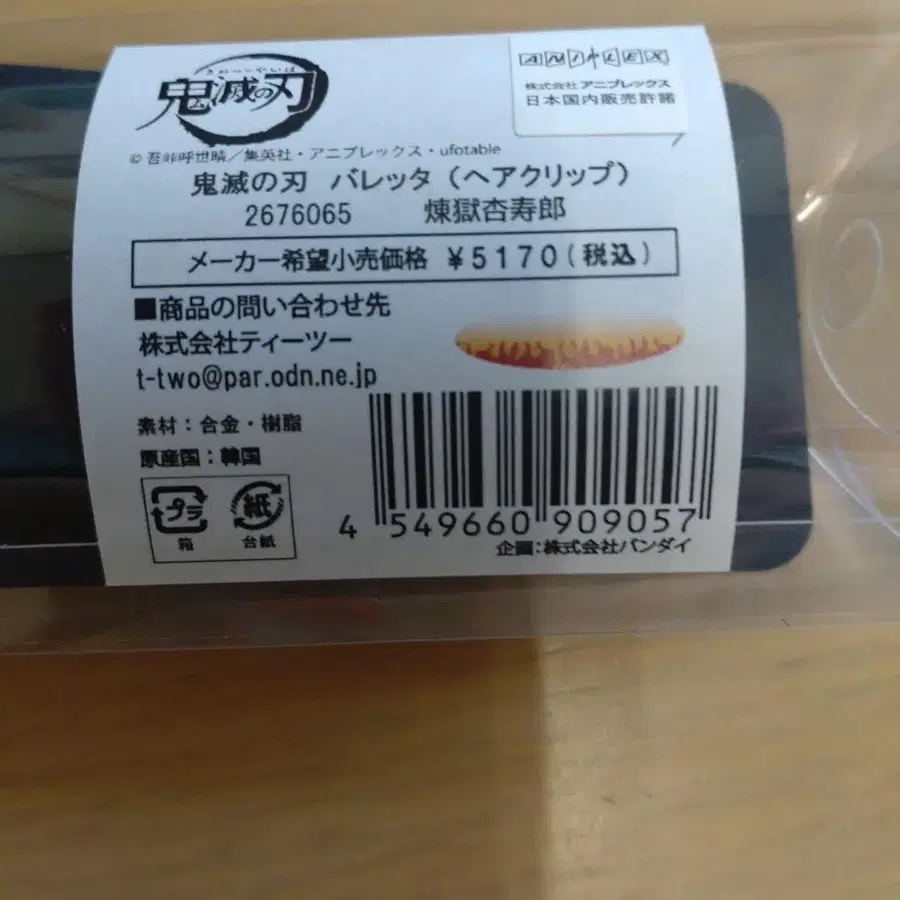 きめつのやいば
鬼滅の刃
ANIPLEX
株式会社 アニプレックス
日本国内販売許諾
© 吾峠呼世晴／集英社・アニプレックス・ufotable
鬼滅の刃 バレッタ（ヘアクリップ）
2676065 煉獄杏寿郎
メーカー希望小売価格 ¥5170（税込）
■商品の問い合わせ先
株式会社ティーツー
t-two@par.odn.ne.jp
素材：合金・樹脂
原産国：韓国
プラ 紙
箱 台紙
4 549660 909057
企画：株式会社バンダイ